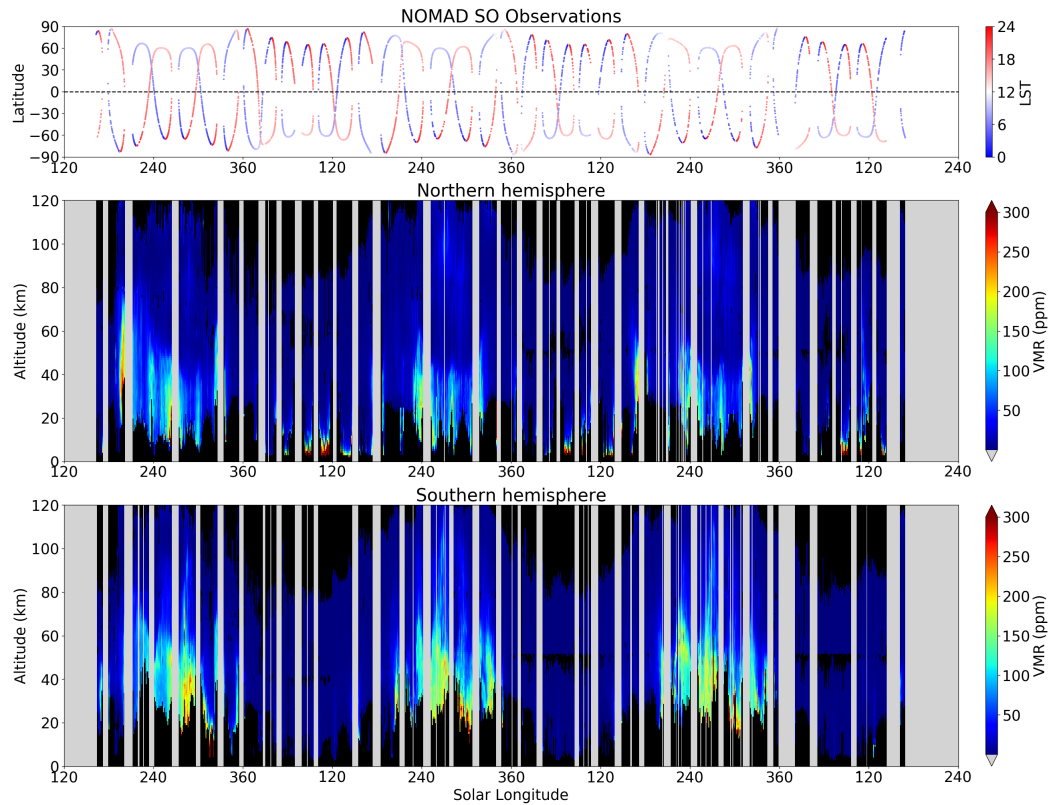 NOMAD SO Observations
Latitude
90
60
30
0
−30
−60
−90
120 240 360 120 240 360 120 240 360 120 240
24
18
12
6
0
LST
Northern hemisphere
Altitude (km)
120
100
80
60
40
20
0
120 240 360 120 240 360 120 240 360 120 240
300
250
200
150
100
50
VMR (ppm)
Southern hemisphere
Altitude (km)
120
100
80
60
40
20
0
120 240 360 120 240 360 120 240 360 120 240
Solar Longitude
300
250
200
150
100
50
VMR (ppm)